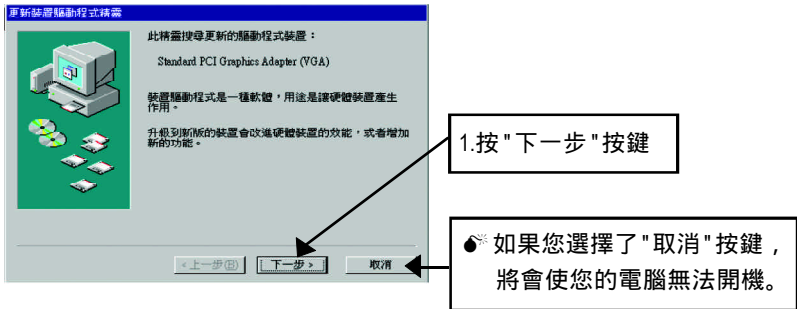 更新裝置驅動程式精靈
此精靈搜尋更新的驅動程式裝置：
Standard PCI Graphics Adapter (VGA)
裝置驅動程式是一種軟體，用途是讓硬體裝置產生
作用。
升級到新版的裝置會改進硬體裝置的效能，或者增加
新的功能。
<上一步(B) 下一步> 取消
1.按"下一步"按鍵
💣如果您選擇了"取消"按鍵，
將會使您的電腦無法開機。